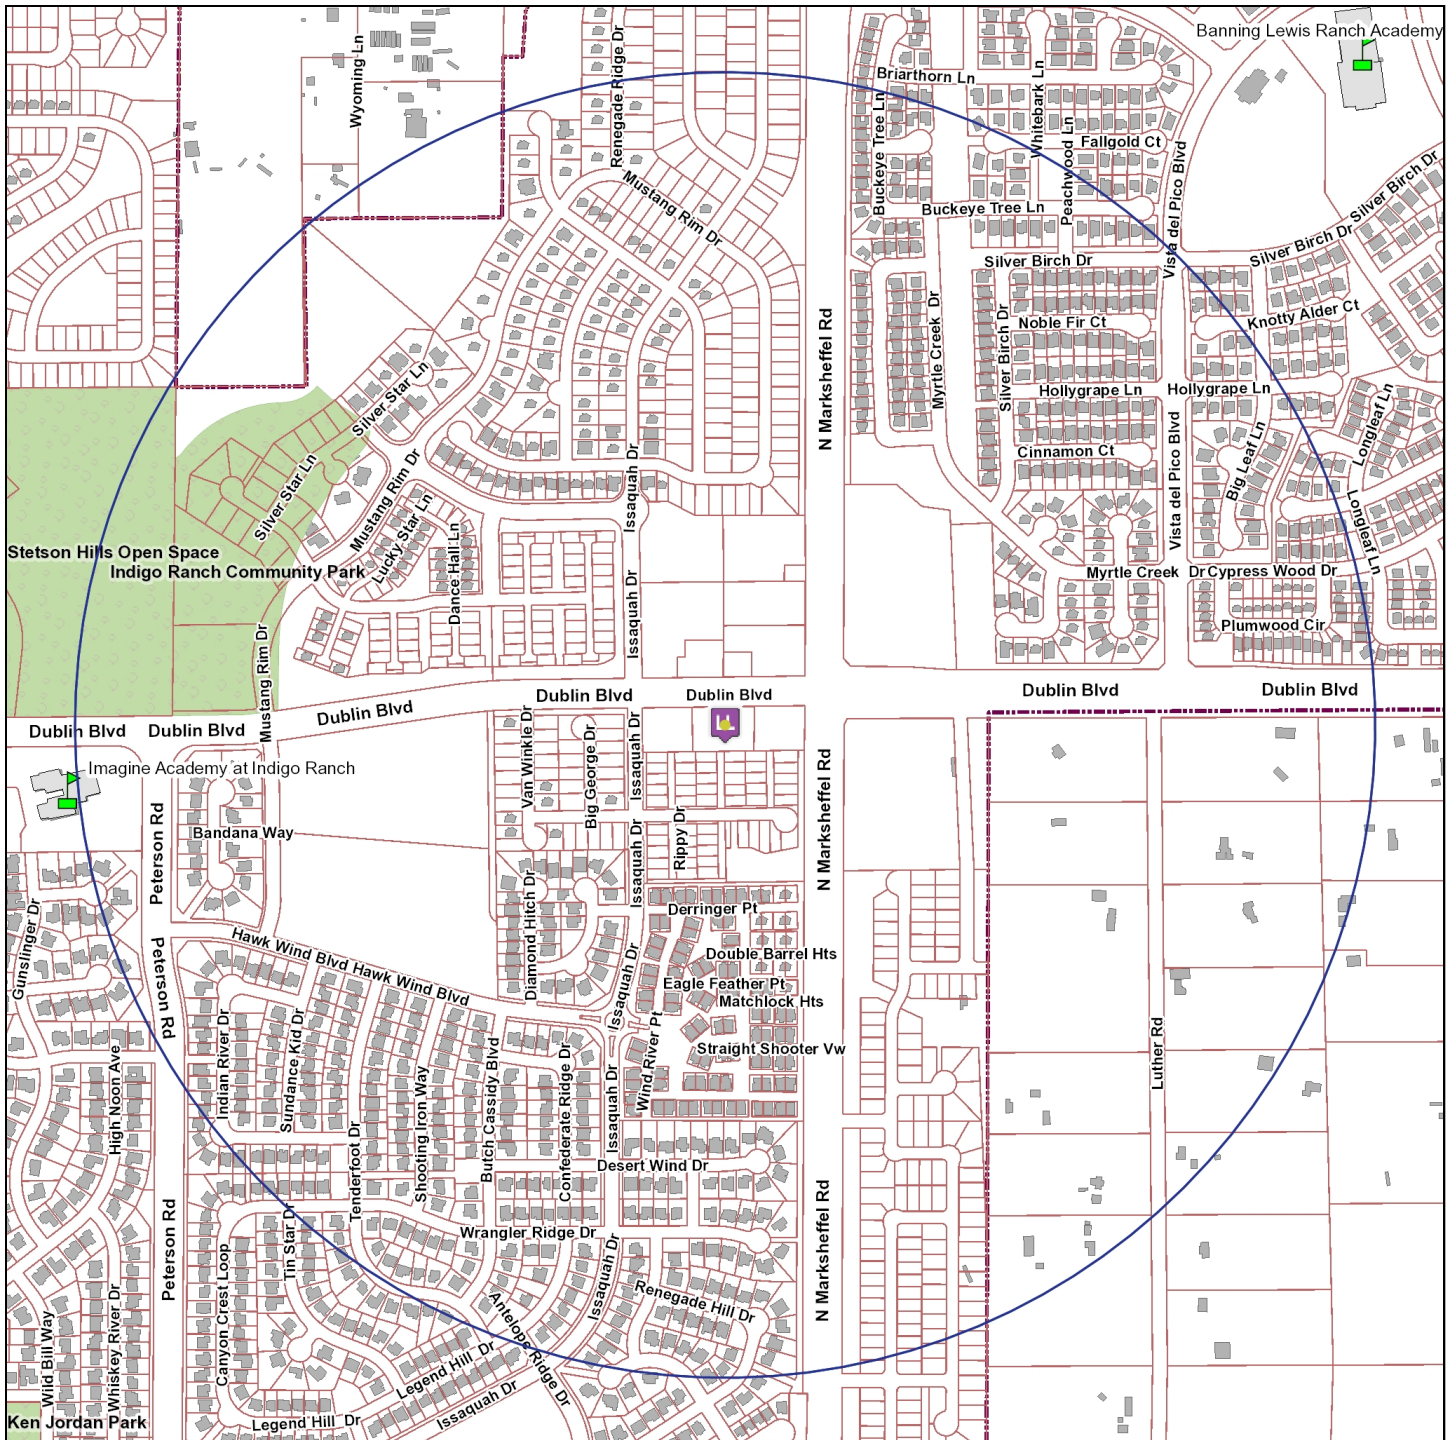 Banning Lewis Ranch Academy
Wyoming Ln
Renegade Ridge Dr
Briarthorn Ln
Whitebark Ln
Buckeye Tree Ln
Peachwood Ln
Fallgold Ct
Vista del Pico Blvd
Silver Birch Dr
Mustang Rim Dr
Buckeye Tree Ln
Silver Birch Dr
Silver Birch Dr
Knotty Alder Ct
Noble Fir Ct
Myrtle Creek Dr
Silver Birch Dr
N Marksheffel Rd
Silver Star Ln
Hollygrape Ln
Hollygrape Ln
Longleaf Ln
Big Leaf Ln
Vista del Pico Blvd
Cinnamon Ct
Issaquah Dr
Mustang Rim Dr
Silver Star Ln
Lucky Star Ln
Longleaf Ln
Stetson Hills Open Space
Indigo Ranch Community Park
Dance Hall Ln
Issaquah Dr
Myrtle Creek Dr
Cypress Wood Dr
Plumwood Cir
Mustang Rim Dr
Dublin Blvd
Dublin Blvd
Dublin Blvd
Dublin Blvd
Dublin Blvd
Dublin Blvd
Dublin Blvd
Imagine Academy at Indigo Ranch
Van Winkle Dr
Big George Dr
Issaquah Dr
N Marksheffel Rd
Peterson Rd
Bandana Way
Rippy Dr
Issaquah Dr
Diamond Hitch Dr
Derringer Pt
Gunslinger Dr
Hawk Wind Blvd
Hawk Wind Blvd
Double Barrel Hts
Eagle Feather Pt
Matchlock Hts
Peterson Rd
Issaquah Dr
Straight Shooter Vw
Wind River Pt
Indian River Dr
Sundance Kid Dr
High Noon Ave
Shooting Iron Way
Butch Cassidy Blvd
Confederate Ridge Dr
Issaquah Dr
Luther Rd
Tenderfoot Dr
Desert Wind Dr
Peterson Rd
Tin Star Dr
Wrangler Ridge Dr
N Marksheffel Rd
Canyon Crest Loop
Issaquah Dr
Renegade Hill Dr
Antelope Ridge Dr
Wild Bill Way
Whiskey River Dr
Legend Hill Dr
Issaquah Dr
Legend Hill Dr
Ken Jordan Park